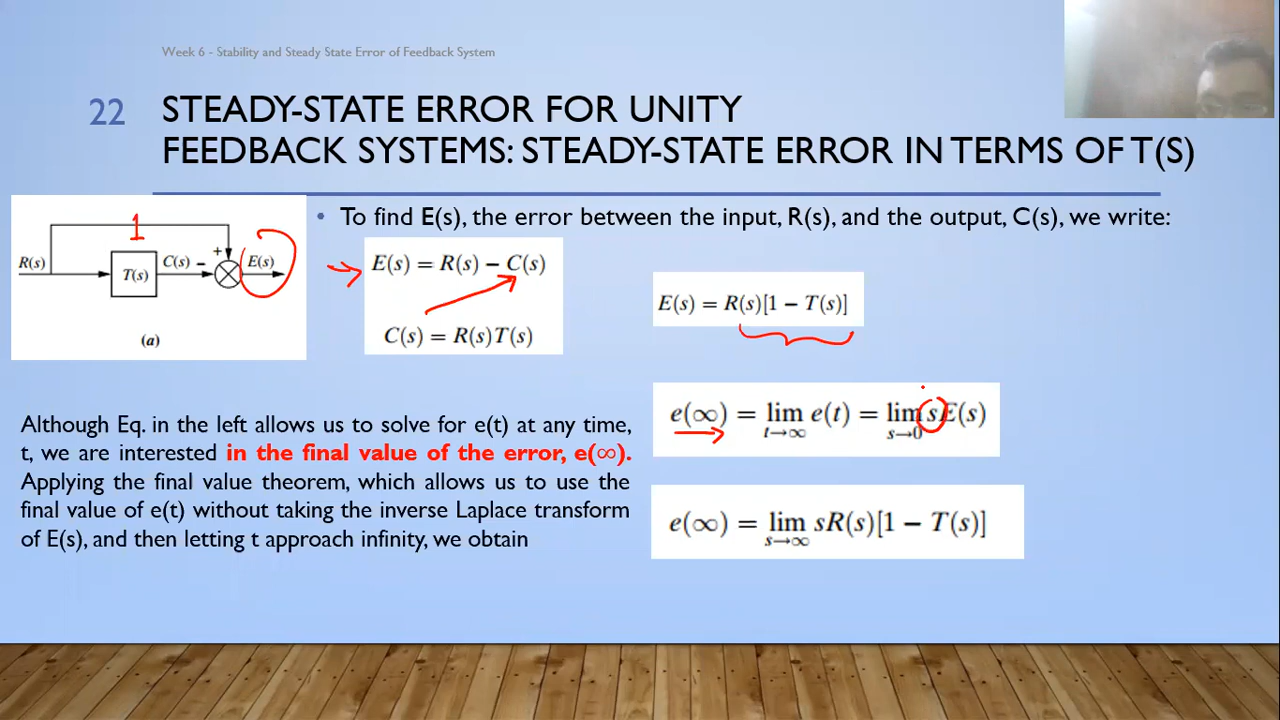 Week 6 - Stability and Steady State Error of Feedback System
22
STEADY-STATE ERROR FOR UNITY
FEEDBACK SYSTEMS: STEADY-STATE ERROR IN TERMS OF T(S)
• To find E(s), the error between the input, R(s), and the output, C(s), we write:
1
R(s)
T(s)
C(s)
−
+
E(s)
(a)
E(s) = R(s) − C(s)
C(s) = R(s)T(s)
E(s) = R(s)[1 − T(s)]
Although Eq. in the left allows us to solve for e(t) at any time,
t, we are interested in the final value of the error, e(∞).
Applying the final value theorem, which allows us to use the
final value of e(t) without taking the inverse Laplace transform
of E(s), and then letting t approach infinity, we obtain
e(∞) = lim t→∞ e(t) = lim s→0 sE(s)
e(∞) = lim s→∞ sR(s)[1 − T(s)]